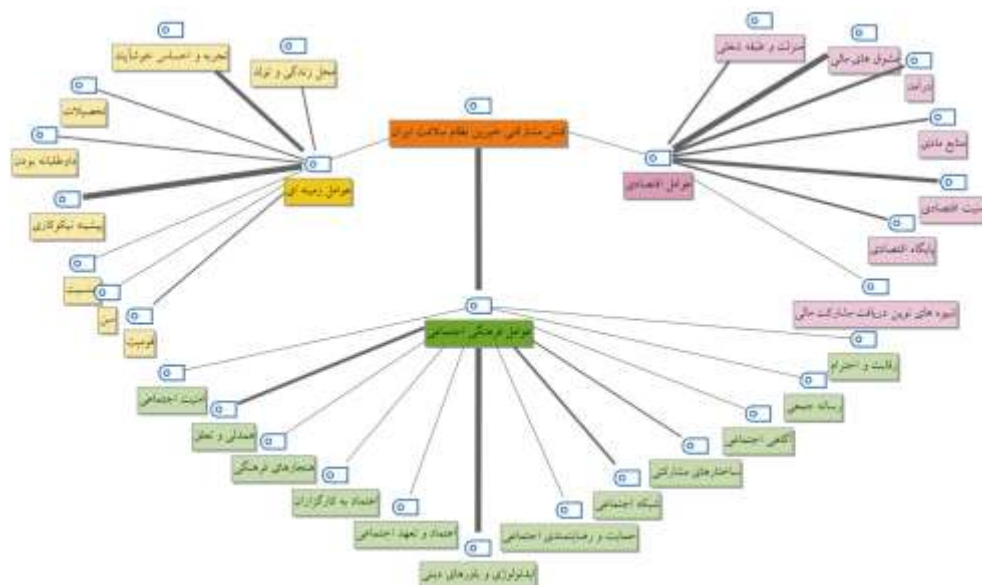 کنش مشارکتی خیرین نظام سلامت ایران
منزلت و طبقه شغلی
مشوق های مالی
درآمد
منابع مادی
اقتصادی
پایگاه اقتصادی
شیوه های نوین دریافت مشارکت مالی
عوامل اقتصادی
محل زندگی و تولد
تجربه و احساس خوشایند
تحصیلات
داوطلبانه بودن
پیشینه نیکوکاری
جنسیت
سن
قومیت
عوامل زمینه ای
عوامل فرهنگی اجتماعی
رقابت و احترام
رسانه جمعی
آگاهی اجتماعی
ساختارهای مشارکتی
شبکه اجتماعی
حمایت و رضایتمندی اجتماعی
ایدئولوژی و باورهای دینی
اعتماد و تعهد اجتماعی
اعتماد به کارگزاران
هنجارهای فرهنگی
همدلی و تعلق
امنیت اجتماعی